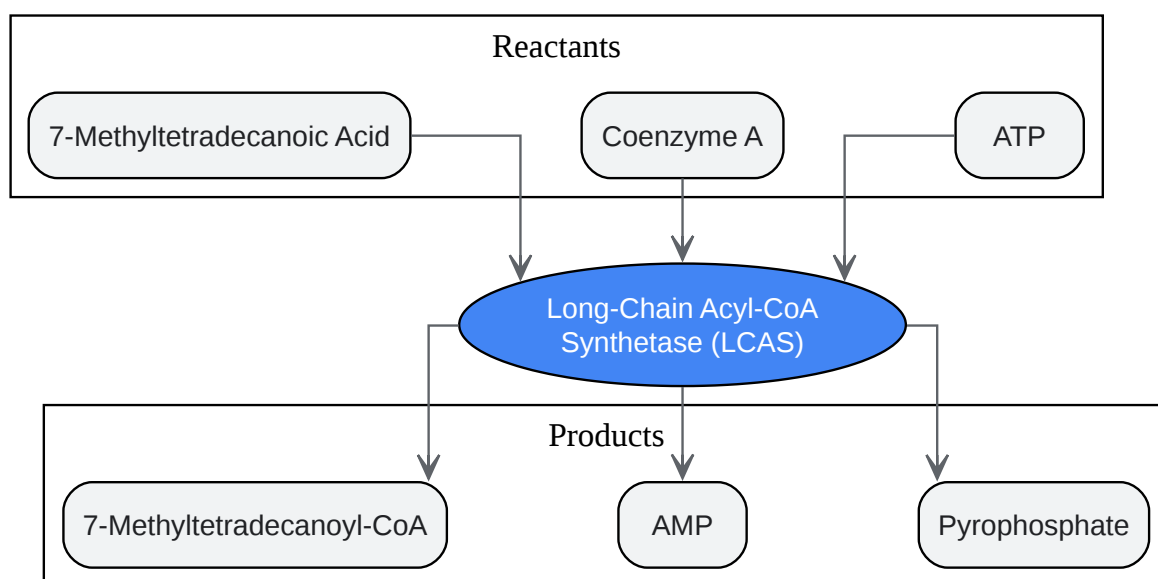 Reactants
7-Methyltetradecanoic Acid
Coenzyme A
ATP
Long-Chain Acyl-CoA
Synthetase (LCAS)
Products
7-Methyltetradecanoyl-CoA
AMP
Pyrophosphate